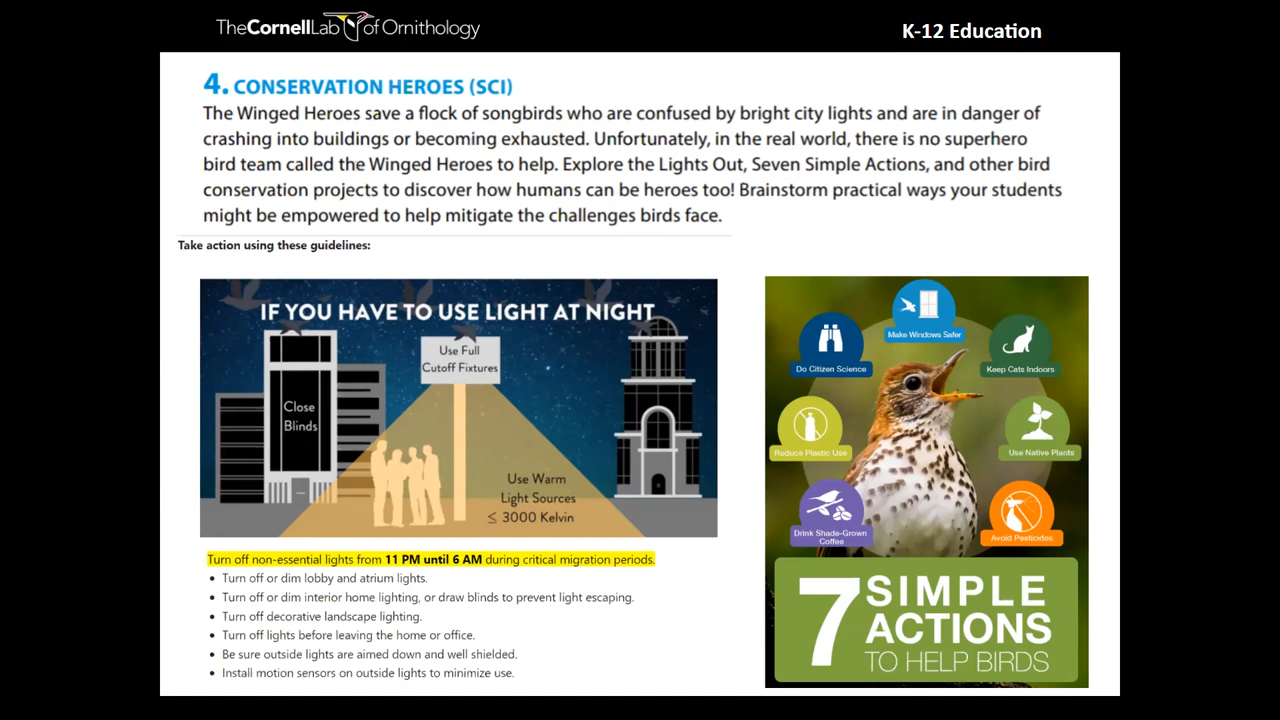 TheCornellLab of Ornithology
K-12 Education
4. CONSERVATION HEROES (SCI)
The Winged Heroes save a flock of songbirds who are confused by bright city lights and are in danger of
crashing into buildings or becoming exhausted. Unfortunately, in the real world, there is no superhero
bird team called the Winged Heroes to help. Explore the Lights Out, Seven Simple Actions, and other bird
conservation projects to discover how humans can be heroes too! Brainstorm practical ways your students
might be empowered to help mitigate the challenges birds face.
Take action using these guidelines:
IF YOU HAVE TO USE LIGHT AT NIGHT
Use Full
Cutoff Fixtures
Close
Blinds
Use Warm
Light Sources
≤ 3000 Kelvin
Turn off non-essential lights from 11 PM until 6 AM during critical migration periods.
• Turn off or dim lobby and atrium lights.
• Turn off or dim interior home lighting, or draw blinds to prevent light escaping.
• Turn off decorative landscape lighting.
• Turn off lights before leaving the home or office.
• Be sure outside lights are aimed down and well shielded.
• Install motion sensors on outside lights to minimize use.
Make Windows Safer
Do Citizen Science
Keep Cats Indoors
Reduce Plastic Use
Use Native Plants
Drink Shade-Grown
Coffee
Avoid Pesticides
7 SIMPLE
ACTIONS
TO HELP BIRDS